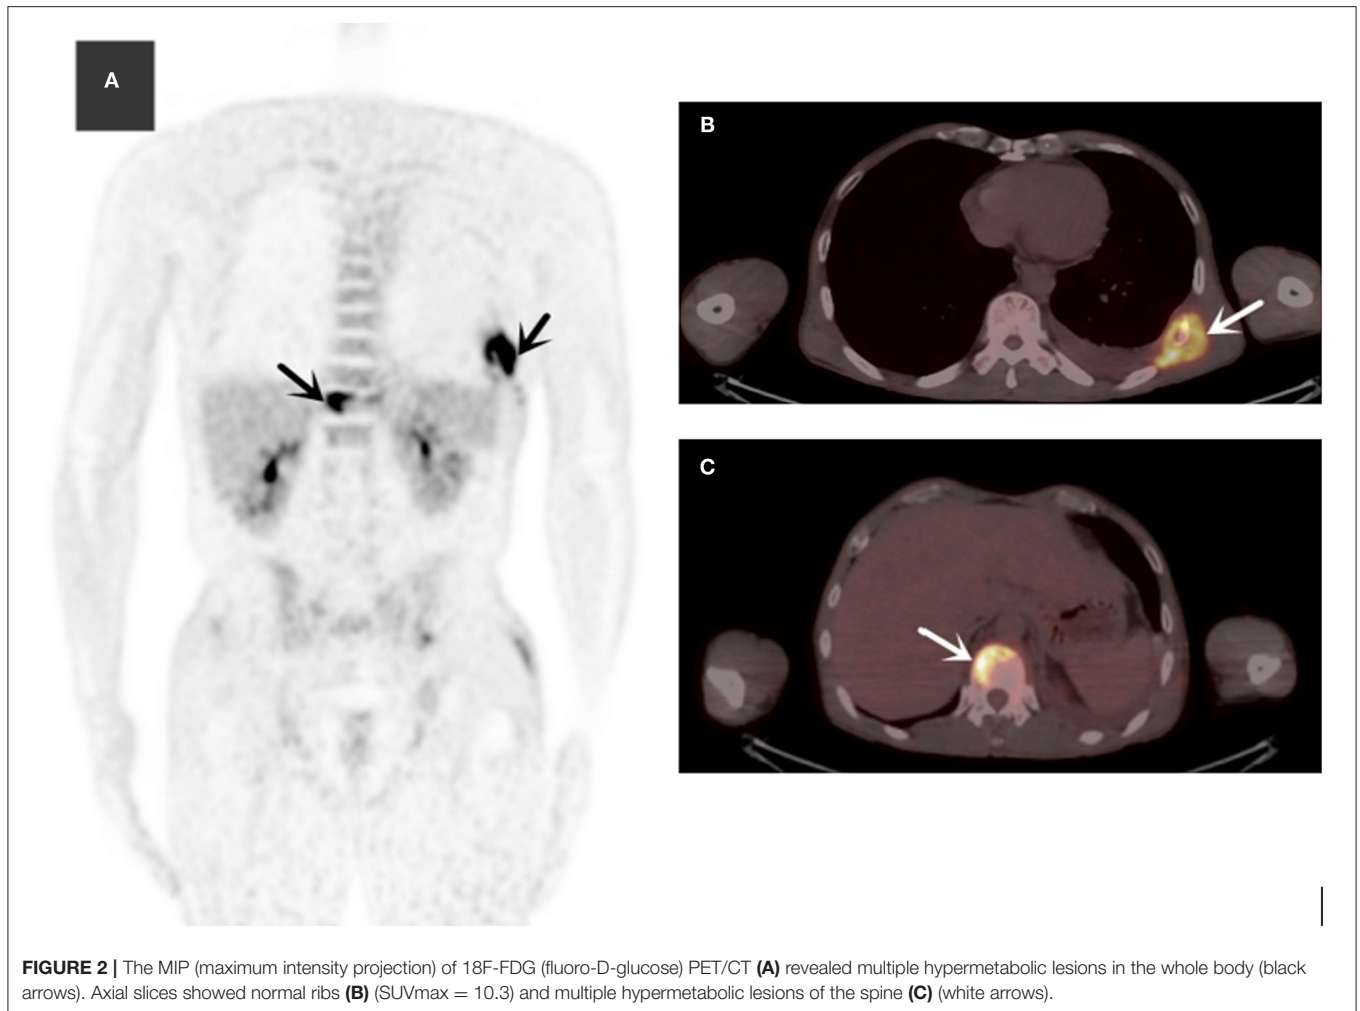 A
B
C
FIGURE 2 | The MIP (maximum intensity projection) of 18F-FDG (fluoro-D-glucose) PET/CT (A) revealed multiple hypermetabolic lesions in the whole body (black
arrows). Axial slices showed normal ribs (B) (SUVmax = 10.3) and multiple hypermetabolic lesions of the spine (C) (white arrows).